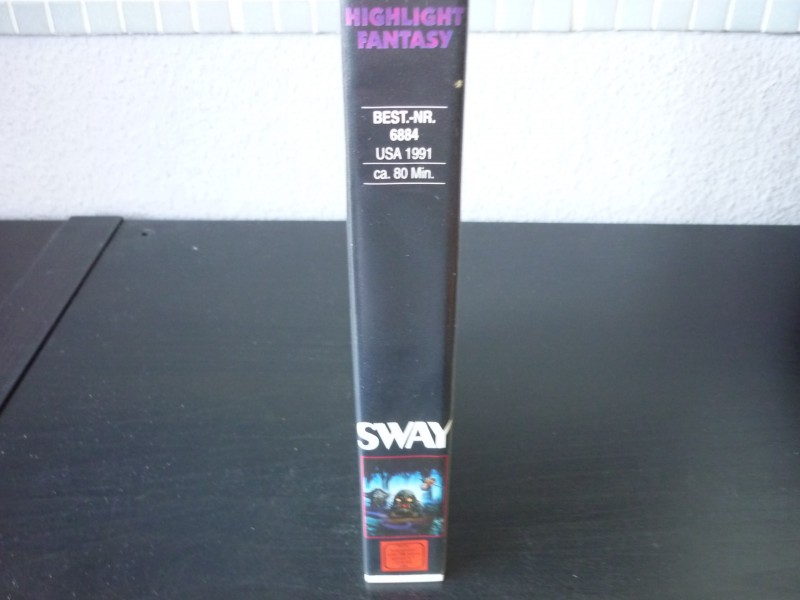 HIGHLIGHT
FANTASY
BEST.-NR.
6884
USA 1991
ca. 80 Min.
SWAY